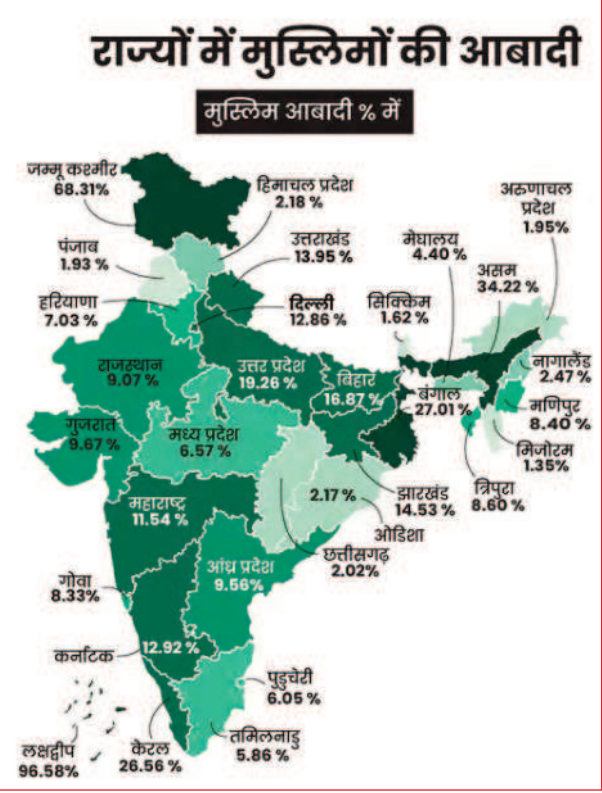 राज्यों में मुस्लिमों की आबादी
मुस्लिम आबादी % में
जम्मू कश्मीर
68.31%
हिमाचल प्रदेश
2.18 %
अरुणाचल
प्रदेश
1.95%
पंजाब
1.93 %
उत्तराखंड
13.95 %
मेघालय
4.40 %
असम
34.22 %
हरियाणा
7.03 %
दिल्ली
12.86 %
सिक्किम
1.62 %
राजस्थान
9.07 %
उत्तर प्रदेश
19.26 %
बिहार
16.87 %
बंगाल
27.01 %
नागालैंड
2.47 %
मणिपुर
8.40 %
गुजरात
9.67 %
मध्य प्रदेश
6.57 %
मिजोरम
1.35%
महाराष्ट्र
11.54 %
2.17 %
ओडिशा
झारखंड
14.53 %
त्रिपुरा
8.60 %
छत्तीसगढ़
2.02%
आंध्र प्रदेश
9.56%
गोवा
8.33%
कर्नाटक
12.92 %
पुडुचेरी
6.05 %
लक्षद्वीप
96.58%
केरल
26.56 %
तमिलनाडु
5.86 %